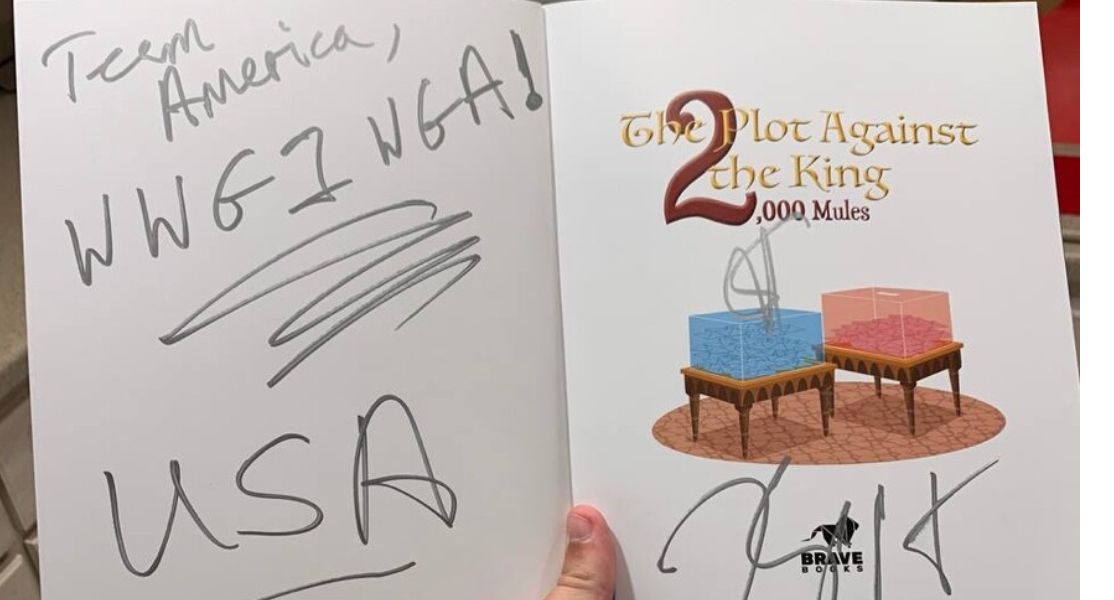 Team
America,
WWG1WGA!
USA
The Plot Against
2 the King
,000 Mules
BRAVE
BOOKS